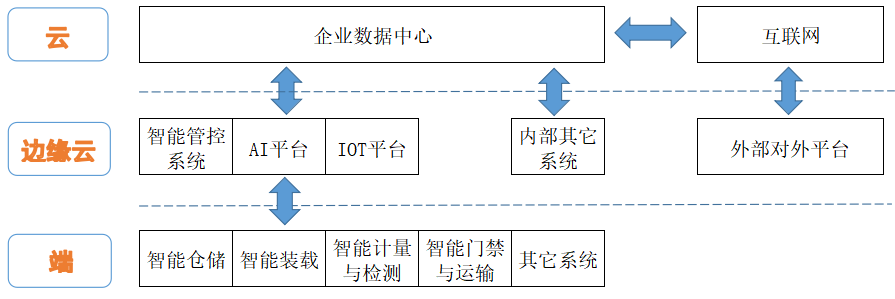 云
企业数据中心
互联网
边缘云
智能管控
系统
AI平台
IOT平台
内部其它
系统
外部对外平台
端
智能仓储
智能装载
智能计量
与检测
智能门禁
与运输
其它系统